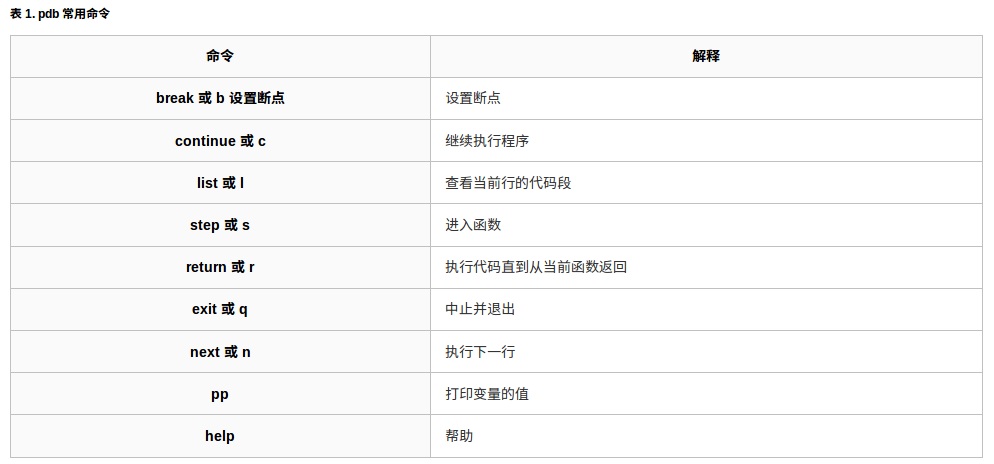 表 1. pdb 常用命令
命令 解释
break 或 b 设置断点 设置断点
continue 或 c 继续执行程序
list 或 l 查看当前行的代码段
step 或 s 进入函数
return 或 r 执行代码直到从当前函数返回
exit 或 q 中止并退出
next 或 n 执行下一行
pp 打印变量的值
help 帮助